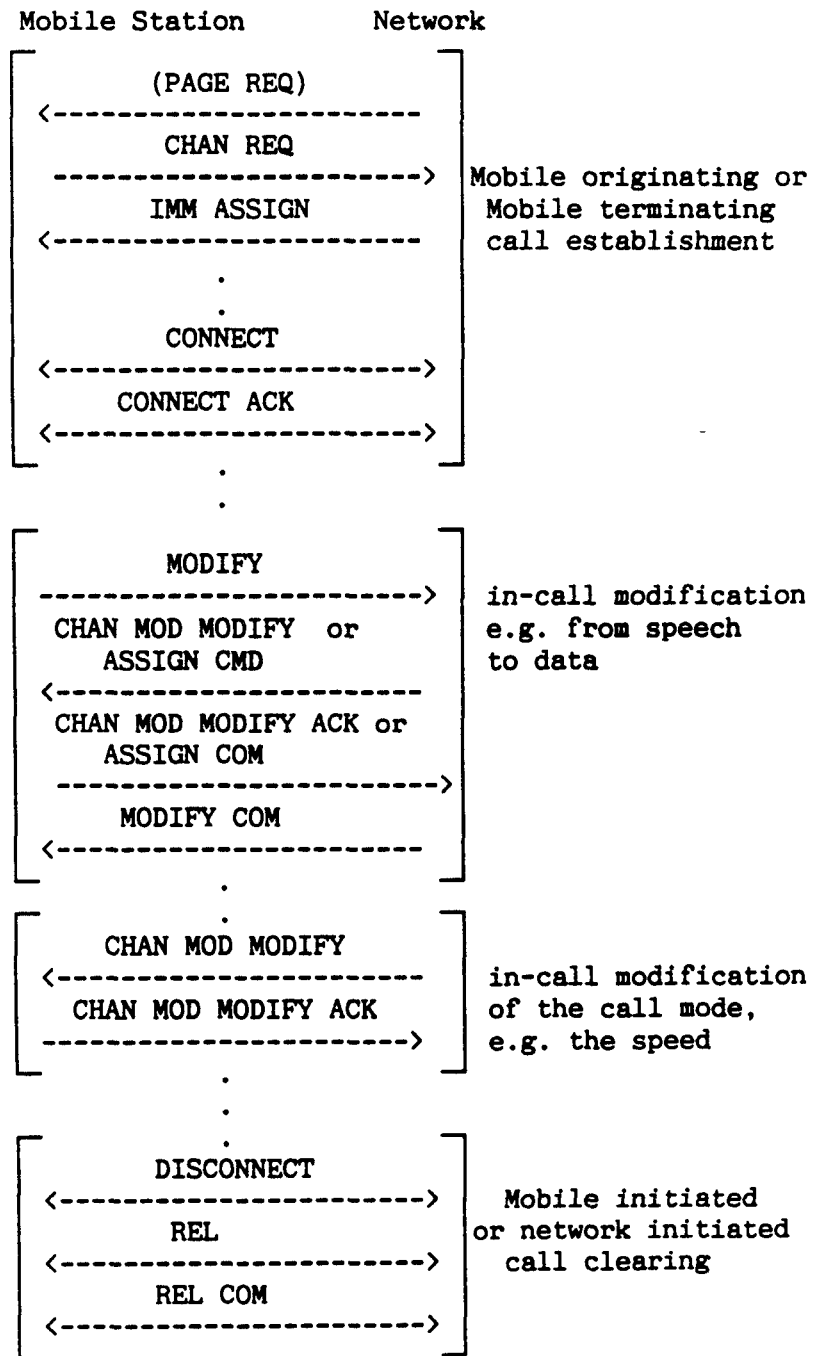 Mobile Station Network
(PAGE REQ)
<----------------------
CHAN REQ
----------------------->
IMM ASSIGN
<----------------------
.
.
CONNECT
<---------------------->
CONNECT ACK
<---------------------->
Mobile originating or
Mobile terminating
call establishment
.
.
MODIFY
----------------------->
CHAN MOD MODIFY or
ASSIGN CMD
<----------------------
CHAN MOD MODIFY ACK or
ASSIGN COM
----------------------->
MODIFY COM
<----------------------
in-call modification
e.g. from speech
to data
.
.
CHAN MOD MODIFY
<----------------------
CHAN MOD MODIFY ACK
---------------------->
in-call modification
of the call mode,
e.g. the speed
.
.
.
DISCONNECT
<---------------------->
REL
<---------------------->
REL COM
<---------------------->
Mobile initiated
or network initiated
call clearing